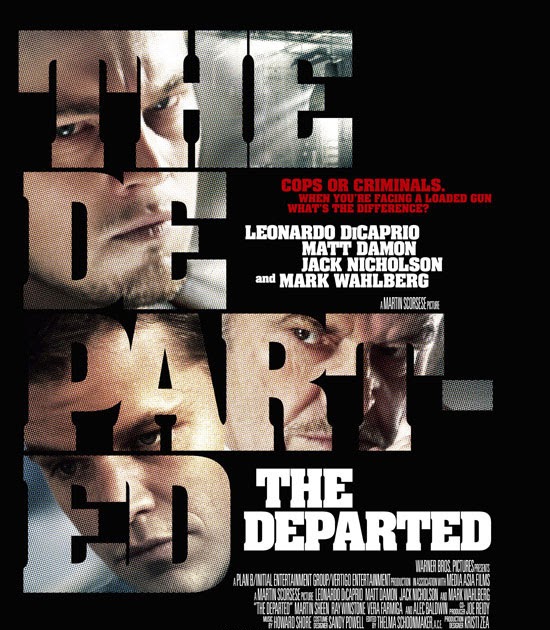 THE
DE
PART-
ED
COPS OR CRIMINALS.
WHEN YOU'RE FACING A LOADED GUN
WHAT'S THE DIFFERENCE?
LEONARDO DiCAPRIO
MATT DAMON
JACK NICHOLSON
and MARK WAHLBERG
A MARTIN SCORSESE PICTURE
THE
DEPARTED
WARNER BROS. PICTURES PRESENTS
A PLAN B/INITIAL ENTERTAINMENT GROUP/VERTIGO ENTERTAINMENT PRODUCTION IN ASSOCIATION WITH MEDIA ASIA FILMS
A MARTIN SCORSESE PICTURE LEONARDO DiCAPRIO MATT DAMON JACK NICHOLSON AND MARK WAHLBERG
"THE DEPARTED" MARTIN SHEEN RAY WINSTONE VERA FARMIGA AND ALEC BALDWIN CO-PRODUCER JOE REIDY
MUSIC BY HOWARD SHORE COSTUME DESIGNER SANDY POWELL EDITED BY THELMA SCHOONMAKER, A.C.E. PRODUCTION DESIGNER KRISTI ZEA